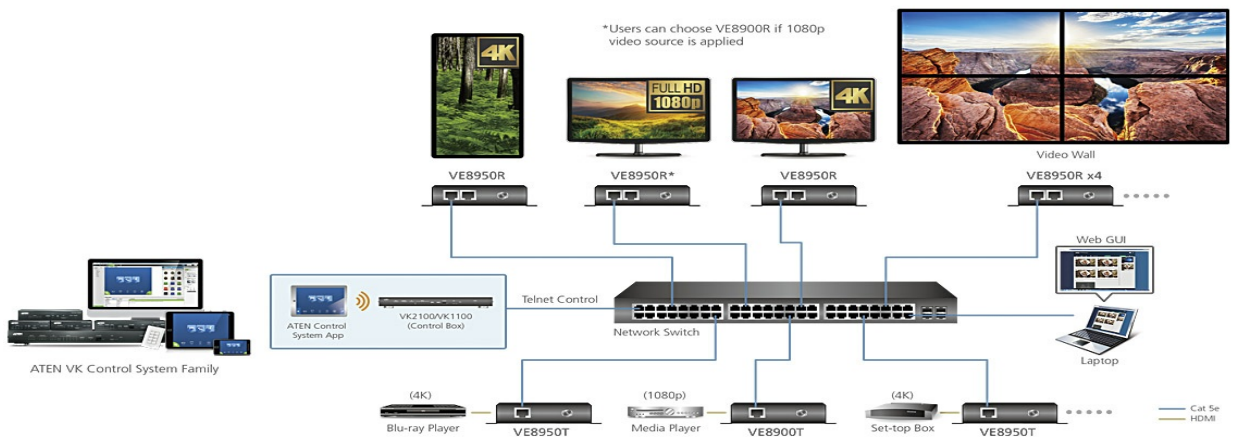 *Users can choose VE8900R if 1080p
video source is applied
4K
FULL HD
1080p
4K
Video Wall
VE8950R
VE8950R*
VE8950R
VE8950R x4
Web GUI
Telnet Control
ATEN Control
System App
VK2100/VK1100
(Control Box)
Network Switch
Laptop
ATEN VK Control System Family
(4K)
Blu-ray Player
VE8950T
(1080p)
Media Player
VE8900T
(4K)
Set-top Box
VE8950T
Cat 5e
HDMI